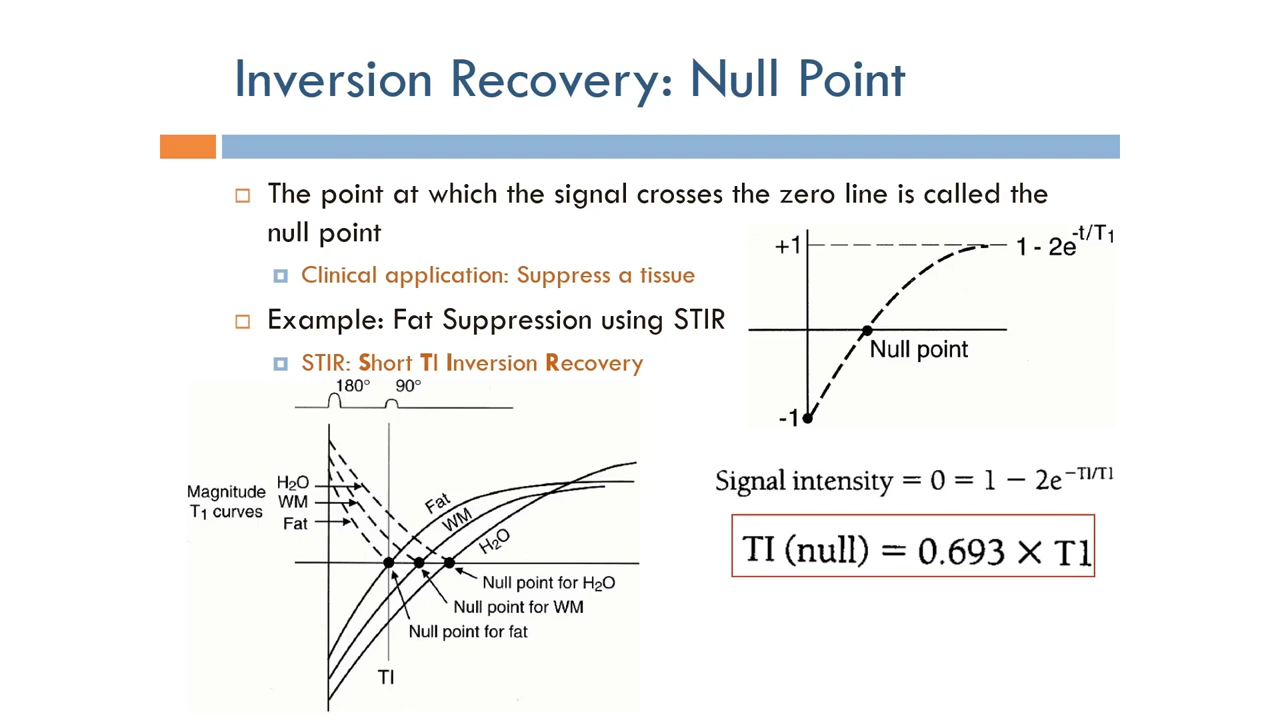 Inversion Recovery: Null Point
The point at which the signal crosses the zero line is called the
null point
Clinical application: Suppress a tissue
Example: Fat Suppression using STIR
STIR: Short TI Inversion Recovery
+1
1 - 2e^-t/T₁
Null point
-1
180° 90°
Magnitude
T₁ curves
H₂O
WM
Fat
Fat
WM
H₂O
Null point for H₂O
Null point for WM
Null point for fat
TI
Signal intensity = 0 = 1 − 2e^−TI/T1
TI (null) = 0.693 × T1